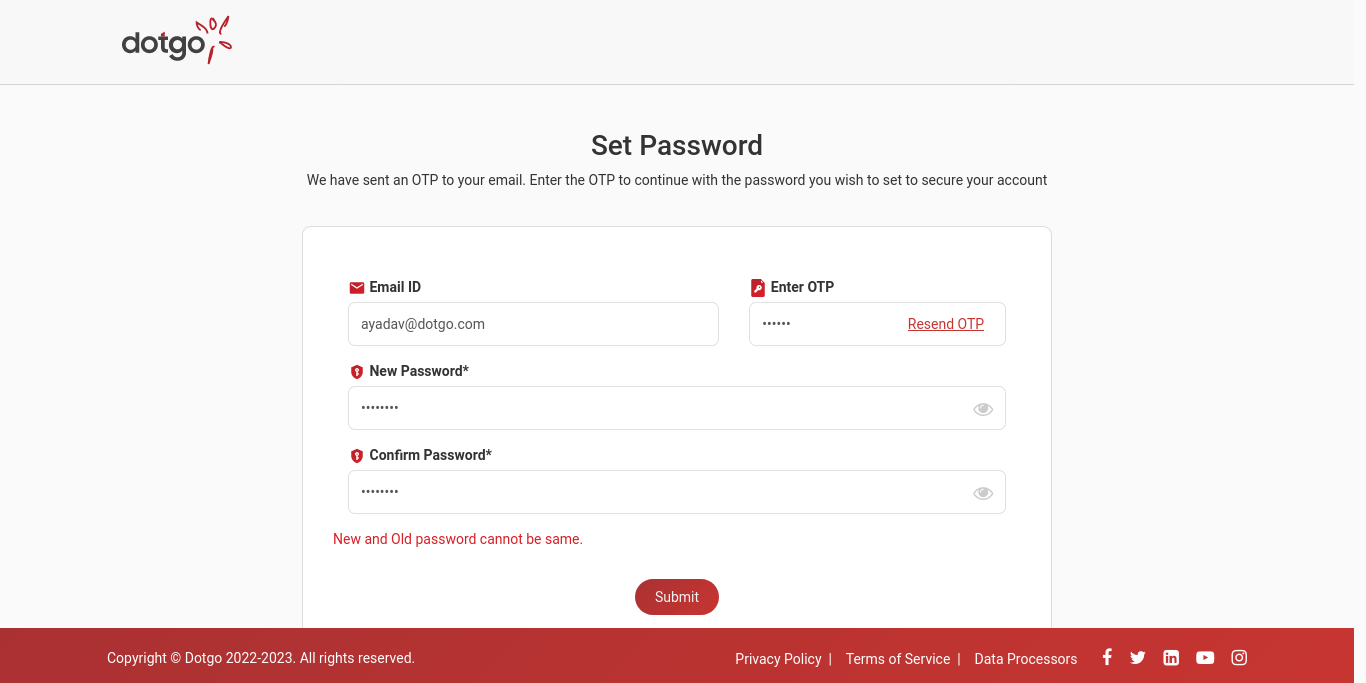 dotgo
Set Password
We have sent an OTP to your email. Enter the OTP to continue with the password you wish to set to secure your account
Email ID
Enter OTP
ayadav@dotgo.com
••••••
Resend OTP
New Password*
••••••••
Confirm Password*
••••••••
New and Old password cannot be same.
Submit
Copyright © Dotgo 2022-2023. All rights reserved.
Privacy Policy | Terms of Service | Data Processors